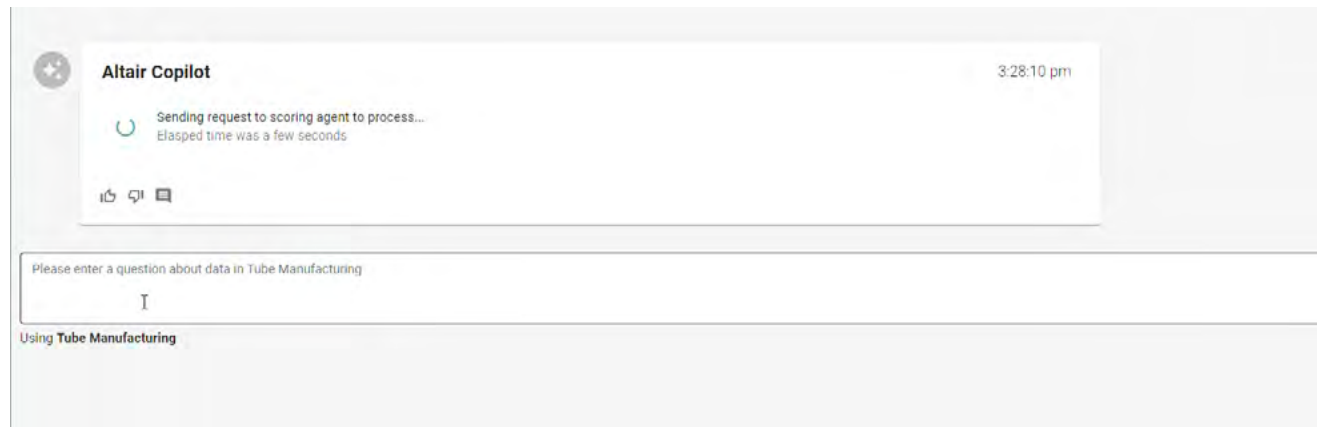 Altair Copilot
3:28:10 pm
Sending request to scoring agent to process...
Elasped time was a few seconds
Please enter a question about data in Tube Manufacturing
Using Tube Manufacturing